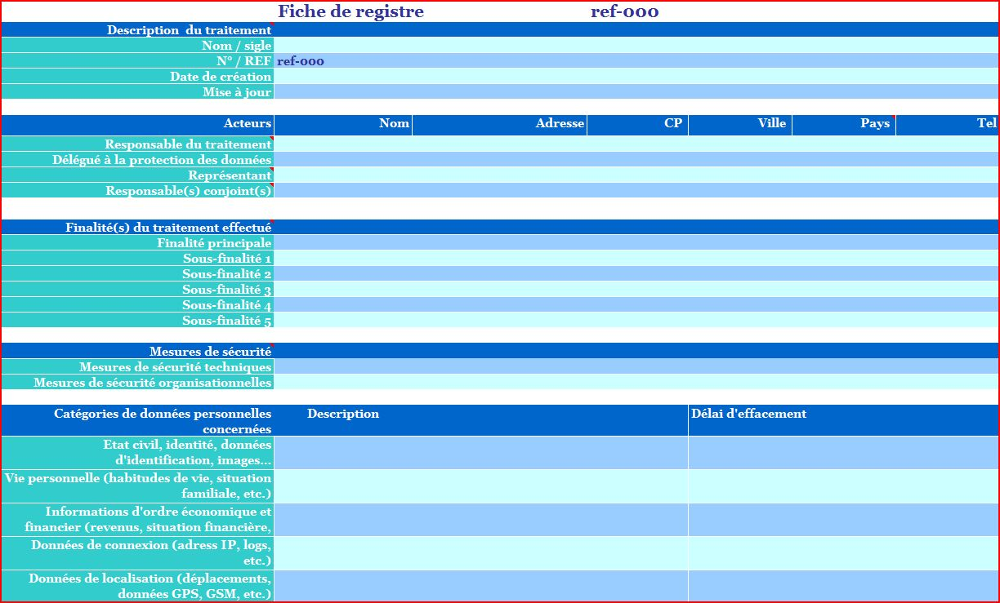 Fiche de registre ref-000
Description  du traitement
Nom / sigle
N° / REF ref-000
Date de création
Mise à jour
Acteurs Nom Adresse CP Ville Pays Tel
Responsable du traitement
Délégué à la protection des données
Représentant
Responsable(s) conjoint(s)
Finalité(s) du traitement effectué
Finalité principale
Sous-finalité 1
Sous-finalité 2
Sous-finalité 3
Sous-finalité 4
Sous-finalité 5
Mesures de sécurité
Mesures de sécurité techniques
Mesures de sécurité organisationnelles
Catégories de données personnelles Description Délai d'effacement
concernées
Etat civil, identité, données
d'identification, images...
Vie personnelle (habitudes de vie, situation
familiale, etc.)
Informations d'ordre économique et
financier (revenus, situation financière,
Données de connexion (adress IP, logs,
etc.)
Données de localisation (déplacements,
données GPS, GSM, etc.)